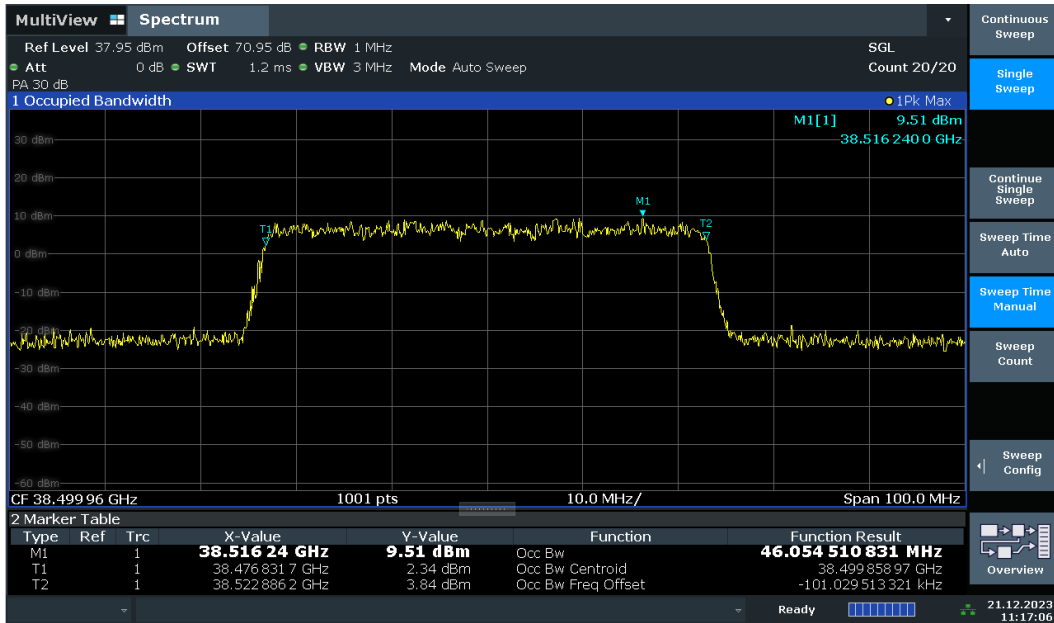 MultiView Spectrum
Ref Level 37.95 dBm Offset 70.95 dB RBW 1 MHz SGL
Att 0 dB SWT 1.2 ms VBW 3 MHz Mode Auto Sweep Count 20/20
PA 30 dB
1 Occupied Bandwidth 1Pk Max
M1[1] 9.51 dBm
38.516 240 0 GHz
30 dBm
20 dBm
10 dBm
0 dBm
-10 dBm
-20 dBm
-30 dBm
-40 dBm
-50 dBm
-60 dBm
T1
M1
T2
CF 38.499 96 GHz 1001 pts 10.0 MHz/ Span 100.0 MHz
2 Marker Table
Type Ref Trc X-Value Y-Value Function Function Result
M1 1 38.516 24 GHz 9.51 dBm Occ Bw 46.054 510 831 MHz
T1 1 38.476 831 7 GHz 2.34 dBm Occ Bw Centroid 38.499 858 97 GHz
T2 1 38.522 886 2 GHz 3.84 dBm Occ Bw Freq Offset -101.029 513 321 kHz
Continuous
Sweep
Single
Sweep
Continue
Single
Sweep
Sweep Time
Auto
Sweep Time
Manual
Sweep
Count
Sweep
Config
Overview
Ready
21.12.2023
11:17:06